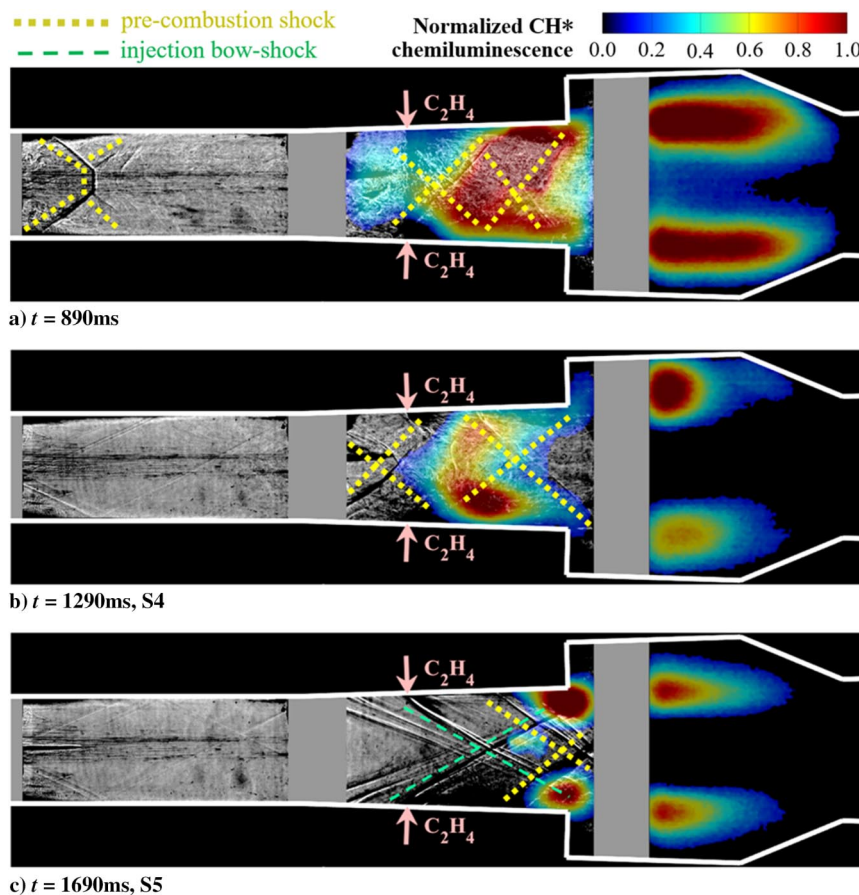 pre-combustion shock
injection bow-shock
Normalized CH*
chemiluminescence
0.0 0.2 0.4 0.6 0.8 1.0
C₂H₄
C₂H₄
a) t = 890ms
C₂H₄
C₂H₄
b) t = 1290ms, S4
C₂H₄
C₂H₄
c) t = 1690ms, S5